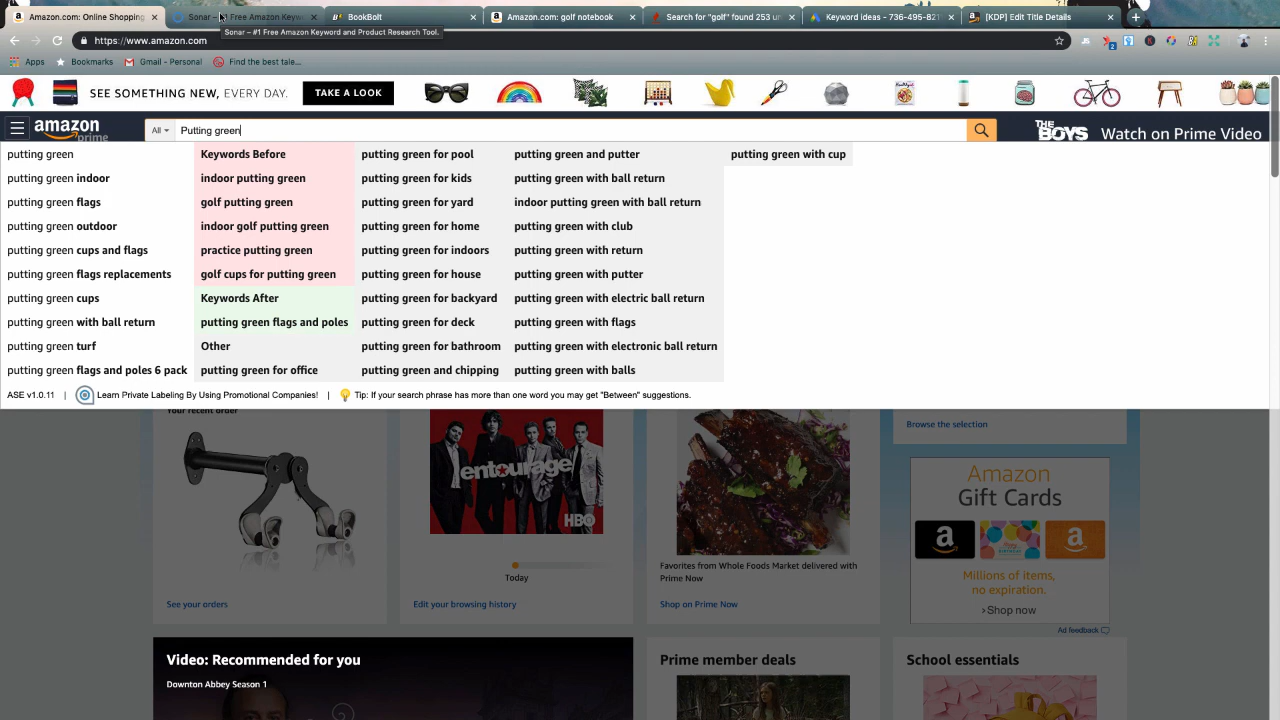 Amazon.com: Online Shopping
Sonar – #1 Free Amazon Keyw
BookBolt
Amazon.com: golf notebook
Search for "golf" found 253 un
Keyword ideas - 736-495-821
[KDP] Edit Title Details
https://www.amazon.com
Sonar – #1 Free Amazon Keyword and Product Research Tool.
Apps
Bookmarks
Gmail - Personal
Find the best tale...
SEE SOMETHING NEW, EVERY DAY.
TAKE A LOOK
amazon
prime
All
Putting green
THE BOYS
Watch on Prime Video
putting green
putting green indoor
putting green flags
putting green outdoor
putting green cups and flags
putting green flags replacements
putting green cups
putting green with ball return
putting green turf
putting green flags and poles 6 pack
Keywords Before
indoor putting green
golf putting green
indoor golf putting green
practice putting green
golf cups for putting green
Keywords After
putting green flags and poles
Other
putting green for office
putting green for pool
putting green for kids
putting green for yard
putting green for home
putting green for indoors
putting green for house
putting green for backyard
putting green for deck
putting green for bathroom
putting green and chipping
putting green and putter
putting green with ball return
indoor putting green with ball return
putting green with club
putting green with return
putting green with putter
putting green with electric ball return
putting green with flags
putting green with electronic ball return
putting green with balls
putting green with cup
ASE v1.0.11 | Learn Private Labeling By Using Promotional Companies! | Tip: If your search phrase has more than one word you may get "Between" suggestions.
Your recent order
See your orders
entourage
HBO
Today
Edit your browsing history
Favorites from Whole Foods Market delivered with
Prime Now
Shop on Prime Now
Browse the selection
Amazon
Gift Cards
Millions of items,
no expiration.
›Shop now
Ad feedback
Video: Recommended for you
Downton Abbey Season 1
Prime member deals
School essentials